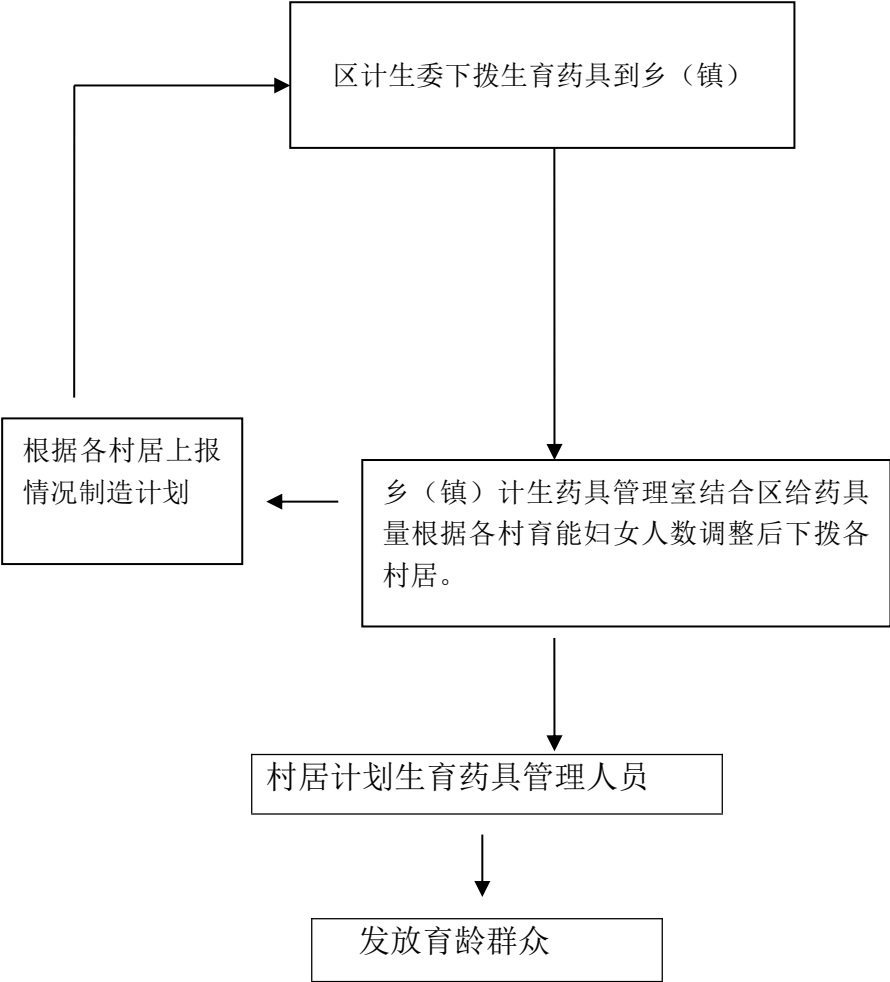 区计生委下拨生育药具到乡（镇）
根据各村居上报
情况制造计划
乡（镇）计生药具管理室结合区给药具
量根据各村育能妇女人数调整后下拨各
村居。
村居计划生育药具管理人员
发放育龄群众